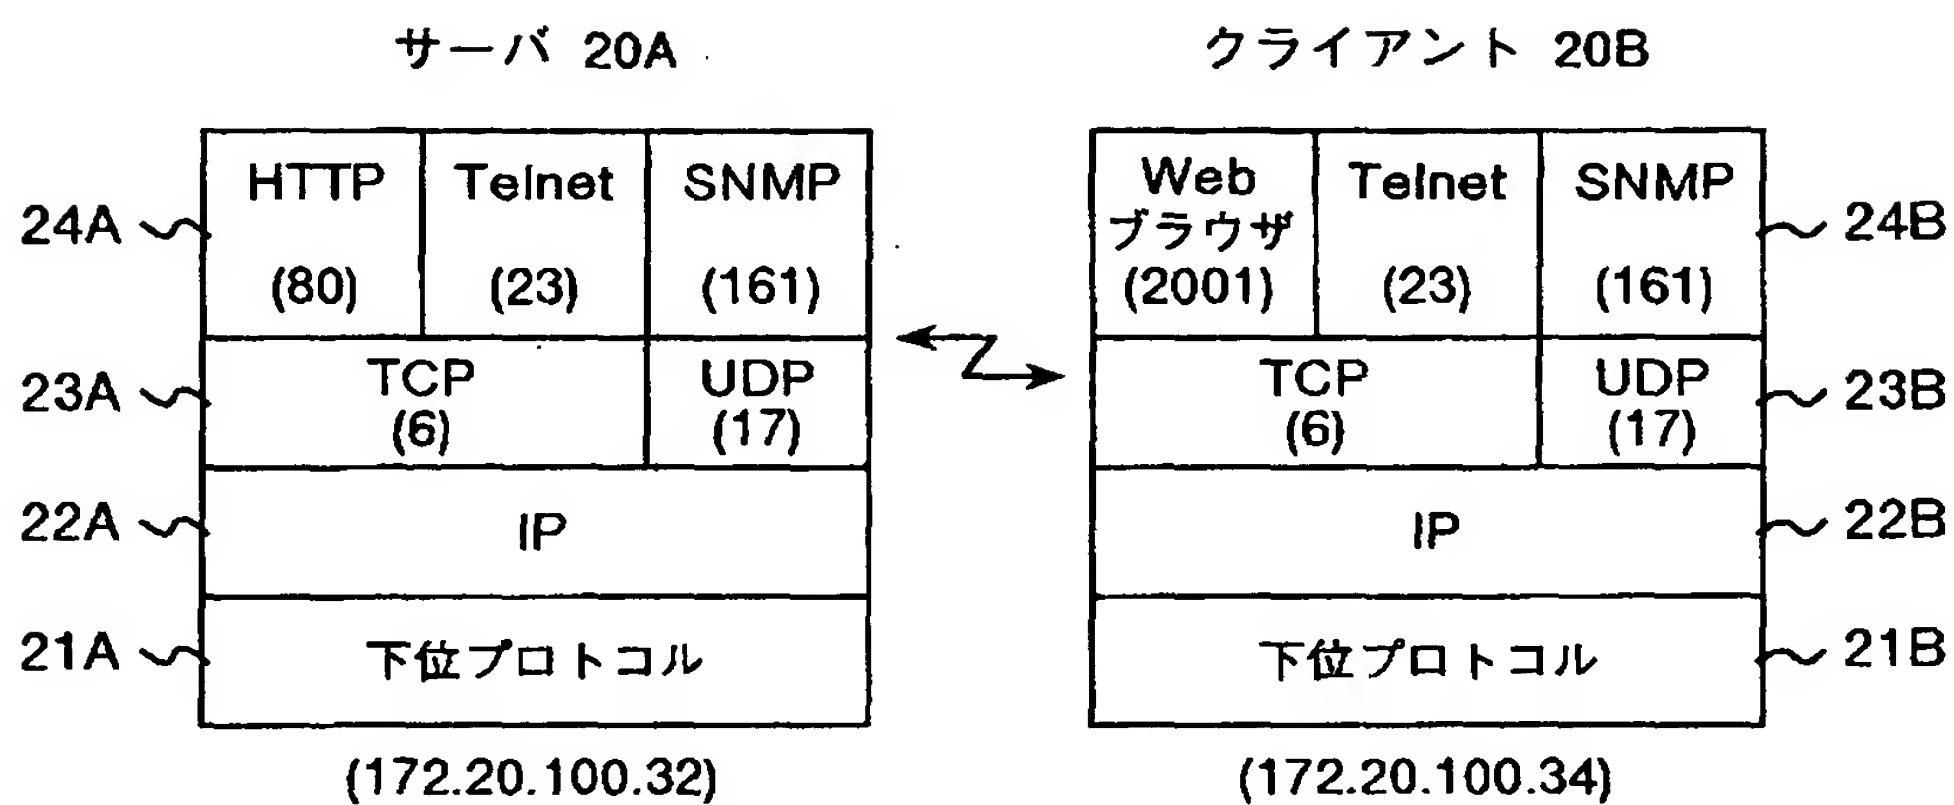 サーバ 20A
クライアント 20B
HTTP
(80)
Telnet
(23)
SNMP
(161)
24A
TCP
(6)
UDP
(17)
23A
IP
22A
下位プロトコル
21A
(172.20.100.32)
Web
ブラウザ
(2001)
Telnet
(23)
SNMP
(161)
24B
TCP
(6)
UDP
(17)
23B
IP
22B
下位プロトコル
21B
(172.20.100.34)